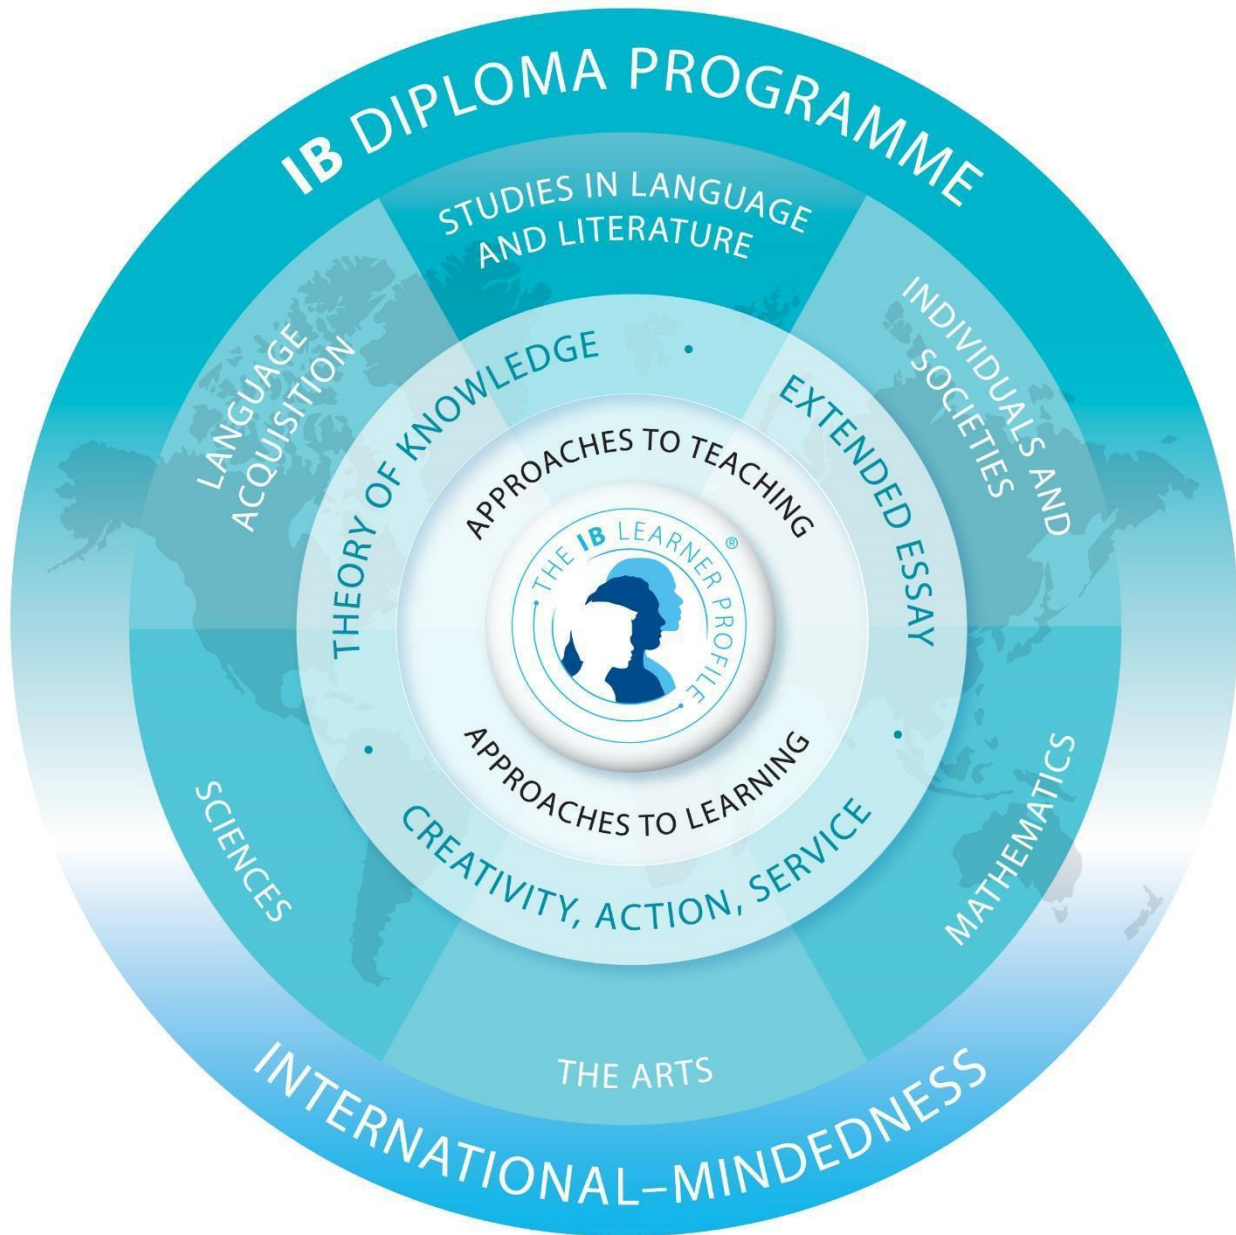 IB DIPLOMA PROGRAMME
STUDIES IN LANGUAGE
AND LITERATURE
LANGUAGE
ACQUISITION
INDIVIDUALS AND
SOCIETIES
THEORY OF KNOWLEDGE
•
EXTENDED ESSAY
•
CREATIVITY, ACTION, SERVICE
•
APPROACHES TO TEACHING
THE IB LEARNER PROFILE
®
APPROACHES TO LEARNING
SCIENCES
MATHEMATICS
THE ARTS
INTERNATIONAL–MINDEDNESS